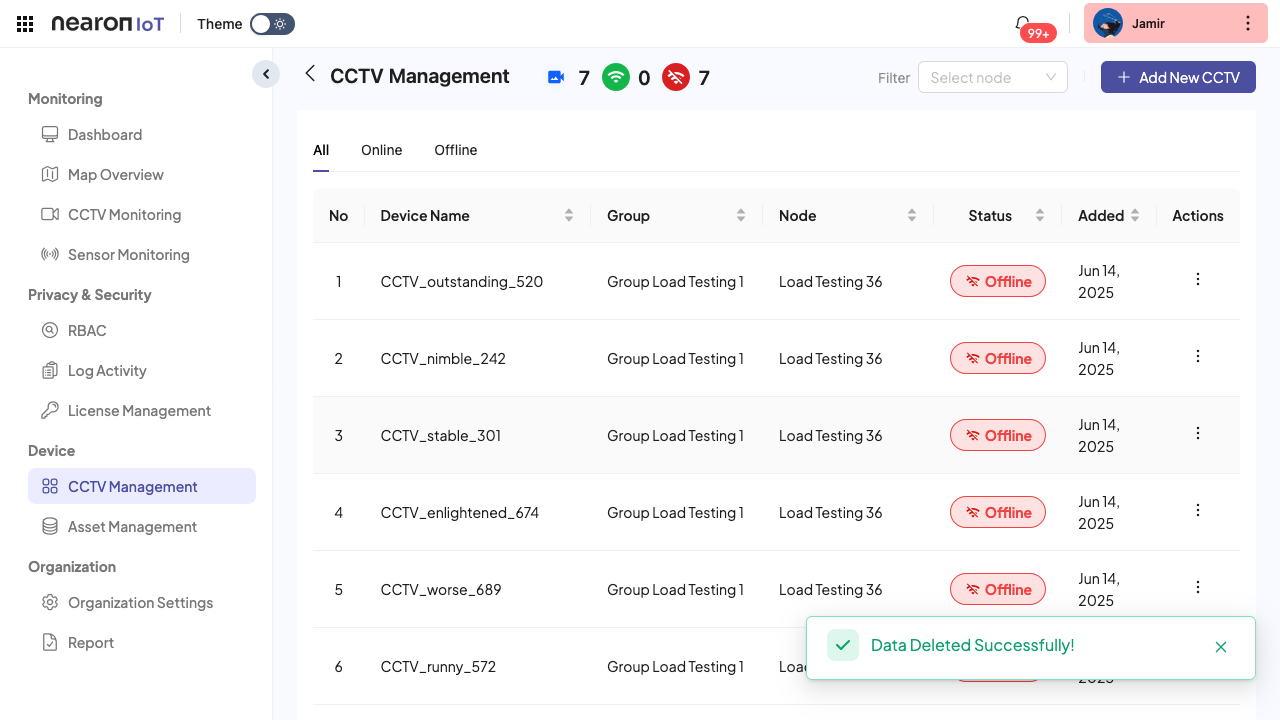 nearon IoT
Theme
99+
Jamir
Monitoring
Dashboard
Map Overview
CCTV Monitoring
Sensor Monitoring
Privacy & Security
RBAC
Log Activity
License Management
Device
CCTV Management
Asset Management
Organization
Organization Settings
Report
CCTV Management 7 0 7
Filter Select node Add New CCTV
All Online Offline
No Device Name Group Node Status Added Actions
1 CCTV_outstanding_520 Group Load Testing 1 Load Testing 36 Offline Jun 14,
2025
2 CCTV_nimble_242 Group Load Testing 1 Load Testing 36 Offline Jun 14,
2025
3 CCTV_stable_301 Group Load Testing 1 Load Testing 36 Offline Jun 14,
2025
4 CCTV_enlightened_674 Group Load Testing 1 Load Testing 36 Offline Jun 14,
2025
5 CCTV_worse_689 Group Load Testing 1 Load Testing 36 Offline Jun 14,
2025
6 CCTV_runny_572 Group Load Testing 1
Data Deleted Successfully!